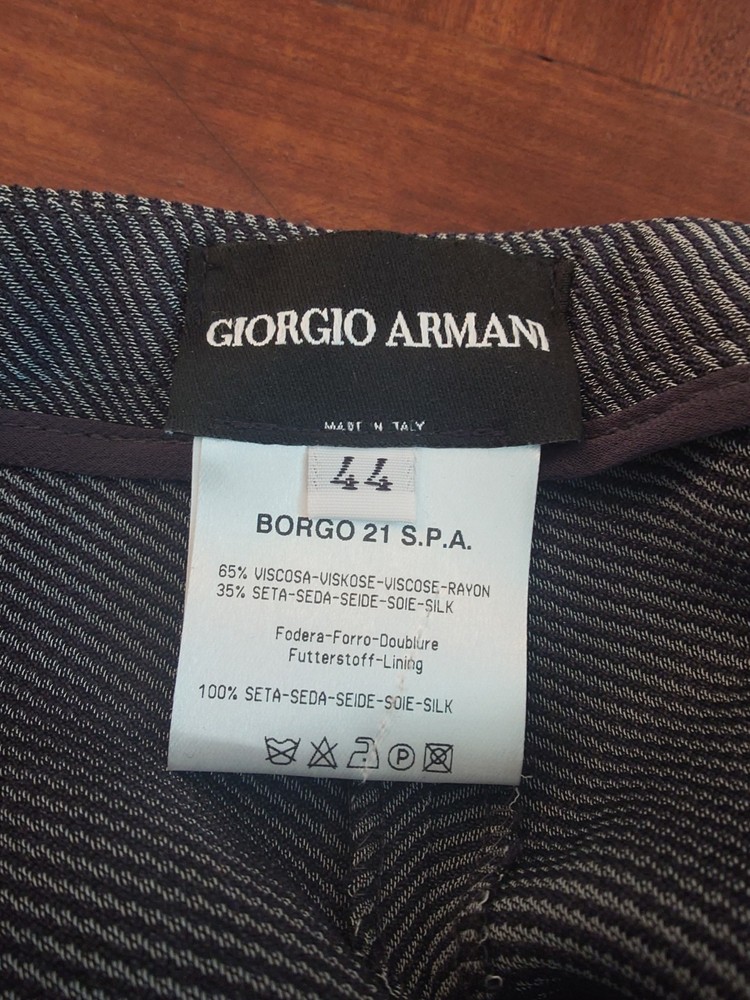 GIORGIO ARMANI
MADE IN ITALY
44
BORGO 21 S.P.A.
65% VISCOSA-VISKOSE-VISCOSE-RAYON
35% SETA-SEDA-SEIDE-SOIE-SILK
Fodera-Forro-Doublure
Futterstoff-Lining
100% SETA-SEDA-SEIDE-SOIE-SILK
P